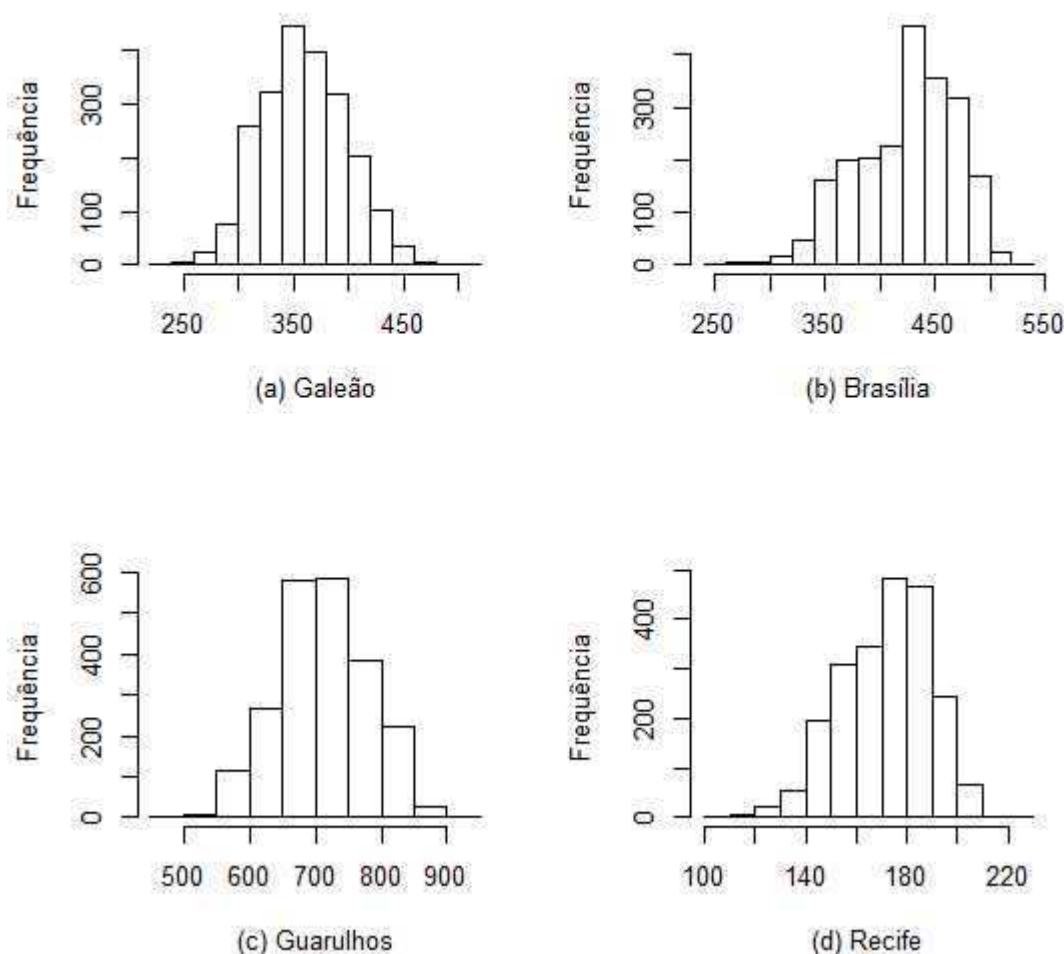 Frequência
300
100
0
250 350 450
(a) Galeão
Frequência
300
100
0
250 350 450 550
(b) Brasília
Frequência
600
400
200
0
500 600 700 800 900
(c) Guarulhos
Frequência
400
200
0
100 140 180 220
(d) Recife